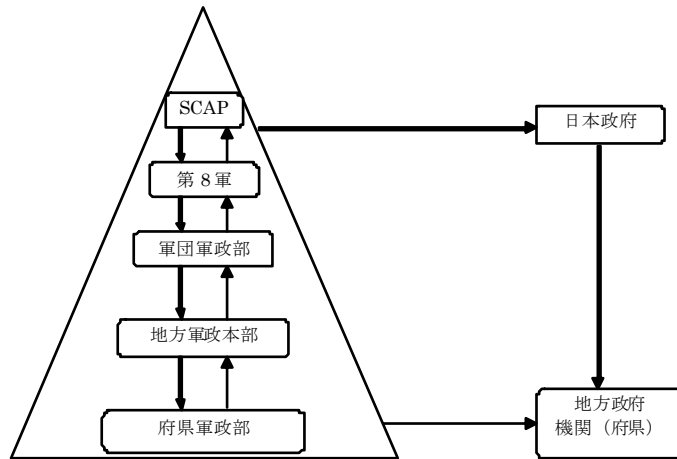 SCAP
日本政府
第8軍
軍団軍政部
地方軍政本部
府県軍政部
地方政府
機関（府県）